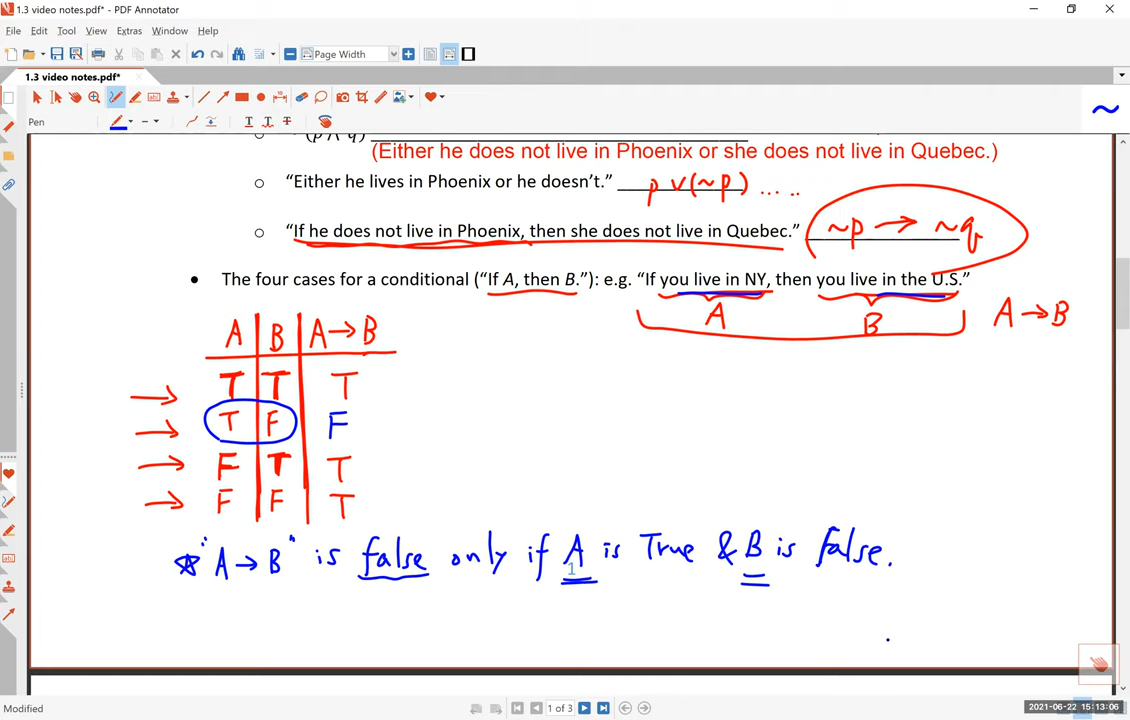 1.3 video notes.pdf* - PDF Annotator
File Edit Tool View Extras Window Help
Page Width
1.3 video notes.pdf*
Pen
(Either he does not live in Phoenix or she does not live in Quebec.)
“Either he lives in Phoenix or he doesn’t.” p ∨ (~p) .....
“If he does not live in Phoenix, then she does not live in Quebec.” ~p → ~q
The four cases for a conditional (“If A, then B.”): e.g. “If you live in NY, then you live in the U.S.”
A B A → B
A B A → B
T T T
T F F
F T T
F F T
"A → B" is false only if A is True & B is false.
1 of 3
Modified
2021-06-22 15:13:06